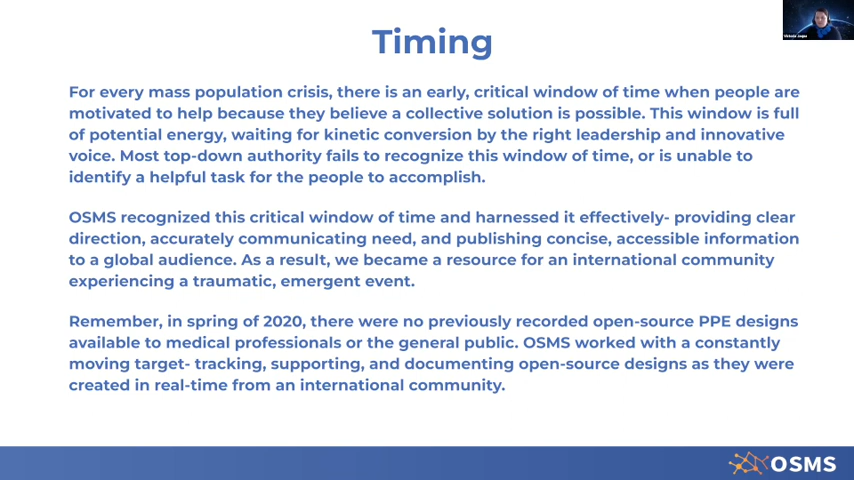 Timing
For every mass population crisis, there is an early, critical window of time when people are
motivated to help because they believe a collective solution is possible. This window is full
of potential energy, waiting for kinetic conversion by the right leadership and innovative
voice. Most top-down authority fails to recognize this window of time, or is unable to
identify a helpful task for the people to accomplish.
OSMS recognized this critical window of time and harnessed it effectively- providing clear
direction, accurately communicating need, and publishing concise, accessible information
to a global audience. As a result, we became a resource for an international community
experiencing a traumatic, emergent event.
Remember, in spring of 2020, there were no previously recorded open-source PPE designs
available to medical professionals or the general public. OSMS worked with a constantly
moving target- tracking, supporting, and documenting open-source designs as they were
created in real-time from an international community.
OSMS